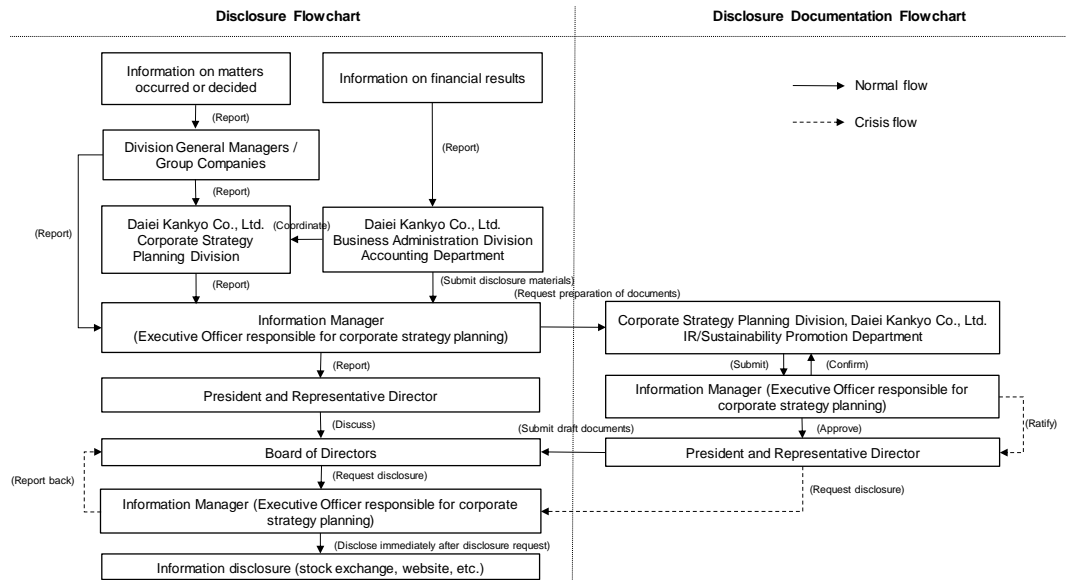 Disclosure Flowchart
Disclosure Documentation Flowchart
Information on matters
occurred or decided
Information on financial results
Normal flow
Crisis flow
(Report)
Division General Managers /
Group Companies
(Report)
(Report)
(Report)
Daiei Kankyo Co., Ltd.
Corporate Strategy
Planning Division
(Coordinate)
Daiei Kankyo Co., Ltd.
Business Administration Division
Accounting Department
(Report)
(Submit disclosure materials)
(Request preparation of documents)
Information Manager
(Executive Officer responsible for corporate strategy planning)
Corporate Strategy Planning Division, Daiei Kankyo Co., Ltd.
IR/Sustainability Promotion Department
(Report)
(Submit)
(Confirm)
President and Representative Director
Information Manager (Executive Officer responsible for
corporate strategy planning)
(Discuss)
(Submit draft documents)
(Approve)
(Ratify)
Board of Directors
President and Representative Director
(Report back)
(Request disclosure)
(Request disclosure)
Information Manager (Executive Officer responsible for corporate
strategy planning)
(Disclose immediately after disclosure request)
Information disclosure (stock exchange, website, etc.)